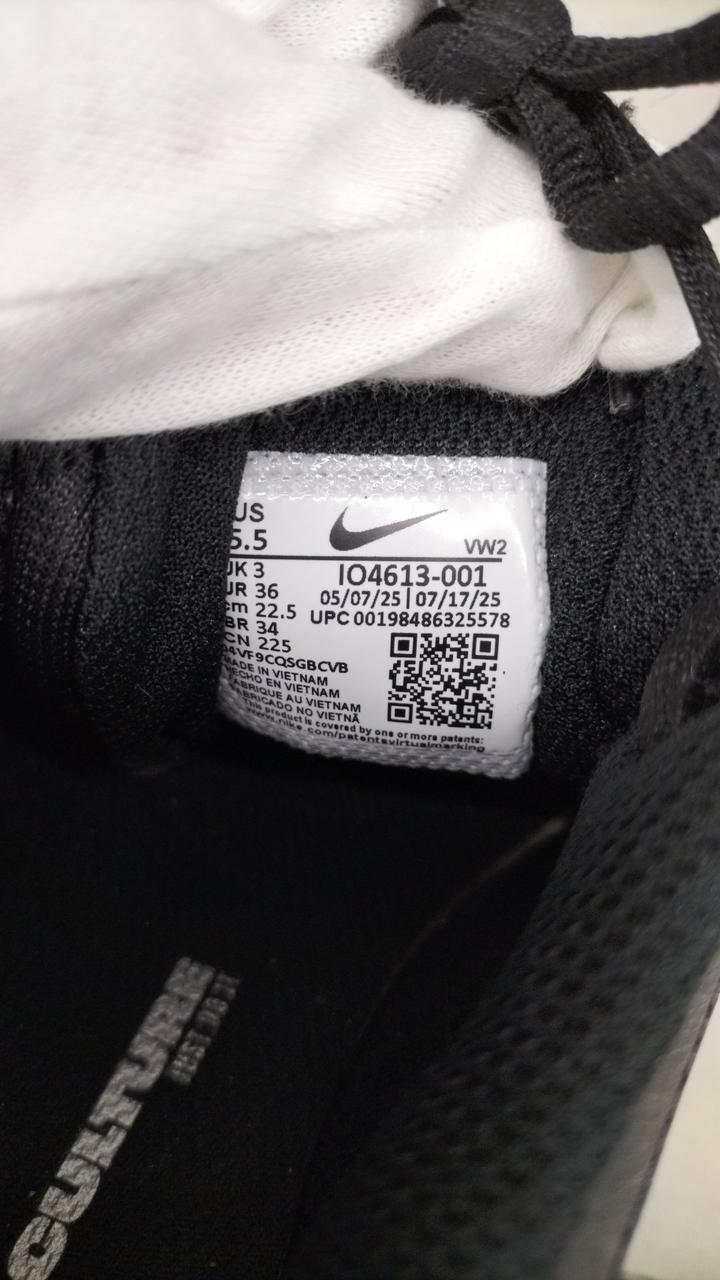 US
5.5
VW2
UK 3
IO4613-001
EUR 36
05/07/25 | 07/17/25
cm 22.5
UPC 00198486325578
BR 34
CN 225
04VF9CQSGBCVB
MADE IN VIETNAM
HECHO EN VIETNAM
FABRIQUE AU VIETNAM
FABRICADO NO VIETNÃ
This product is covered by one or more patents:
www.nike.com/patentsvirtualmarking
CULTURE